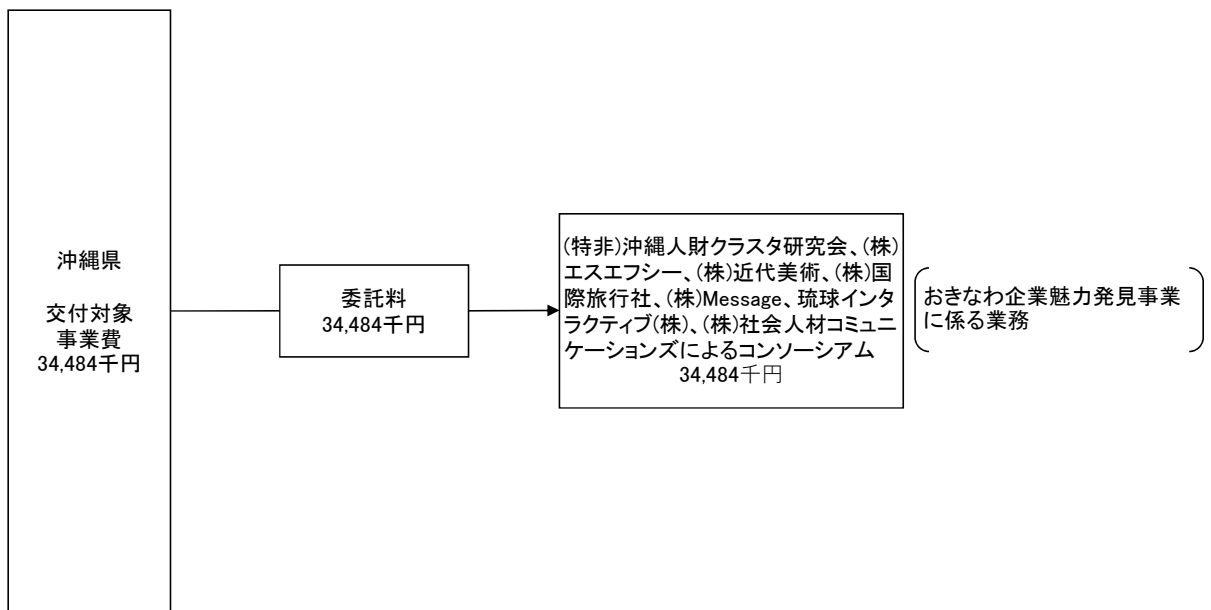 沖縄県
交付対象
事業費
34,484千円
委託料
34,484千円
(特非)沖縄人財クラスタ研究会、(株)
エスエフシー、(株)近代美術、(株)国
際旅行社、(株)Message、琉球インタ
ラクティブ(株)、(株)社会人材コミュニ
ケーションズによるコンソーシアム
34,484千円
おきなわ企業魅力発見事業
に係る業務